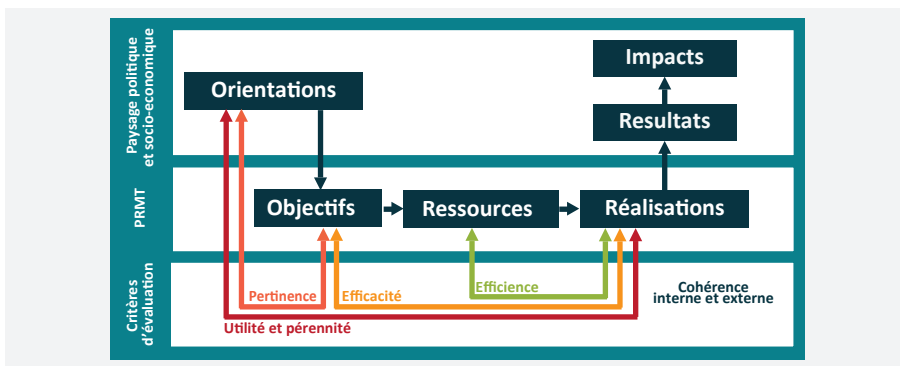 Paysage politique
et socio-economique
Impacts
Orientations
Resultats
PRMT
Objectifs
Ressources
Réalisations
Critères
d'évaluation
Pertinence
Efficacité
Efficience
Cohérence
interne et externe
Utilité et pérennité